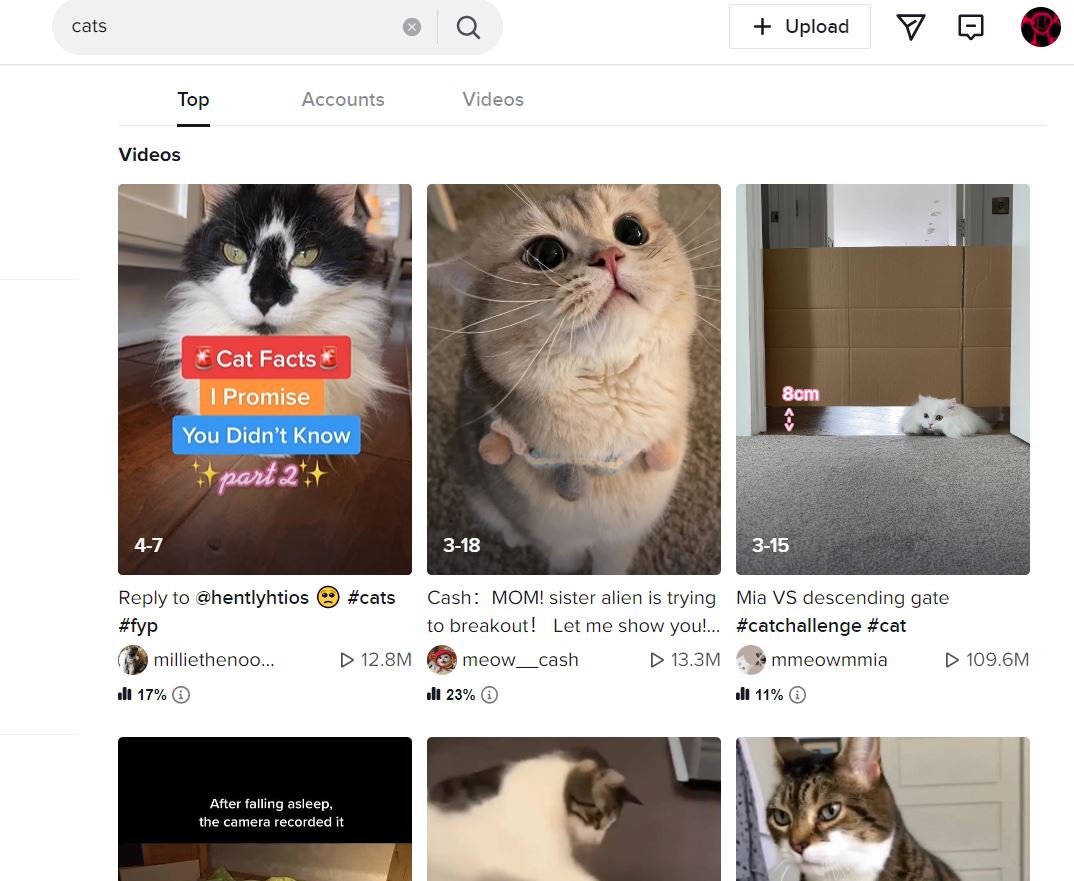 cats
Upload
Top Accounts Videos
Videos
Cat Facts
I Promise
You Didn't Know
part 2
4-7
3-18
8cm
3-15
Reply to @hentlyhtios 🥺 #cats
#fyp
milliethenoo... 12.8M
17%
Cash：MOM! sister alien is trying
to breakout！ Let me show you!...
meow__cash 13.3M
23%
Mia VS descending gate
#catchallenge #cat
mmeowmmia 109.6M
11%
After falling asleep,
the camera recorded it